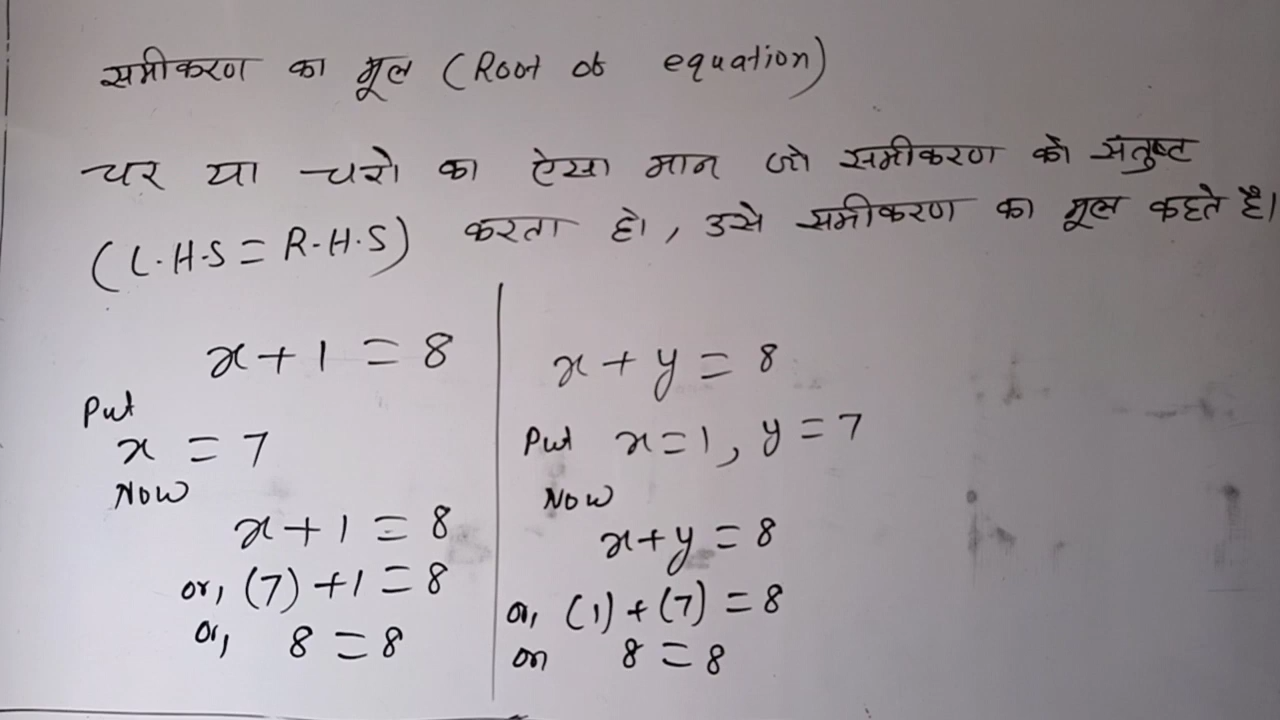 समीकरण का मूल (Root of equation)
चर या चरो का ऐसा मान जो समीकरण को संतुष्ट
(L.H.S = R.H.S) करता हो, उसे समीकरण का मूल कहते है।
x + 1 = 8
Put
x = 7
Now
x + 1 = 8
or, (7) + 1 = 8
or, 8 = 8
x + y = 8
Put x = 1, y = 7
Now
x + y = 8
or, (1) + (7) = 8
or 8 = 8